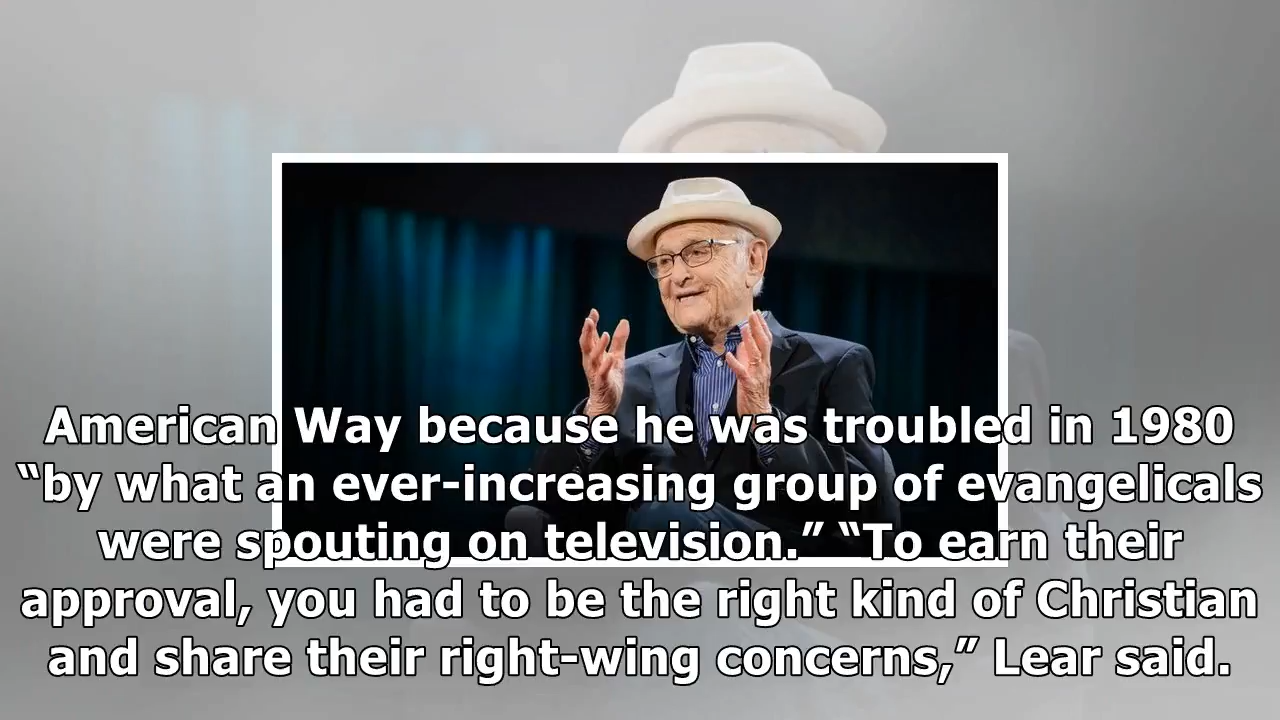 American Way because he was troubled in 1980
“by what an ever-increasing group of evangelicals
were spouting on television.” “To earn their
approval, you had to be the right kind of Christian
and share their right-wing concerns,” Lear said.